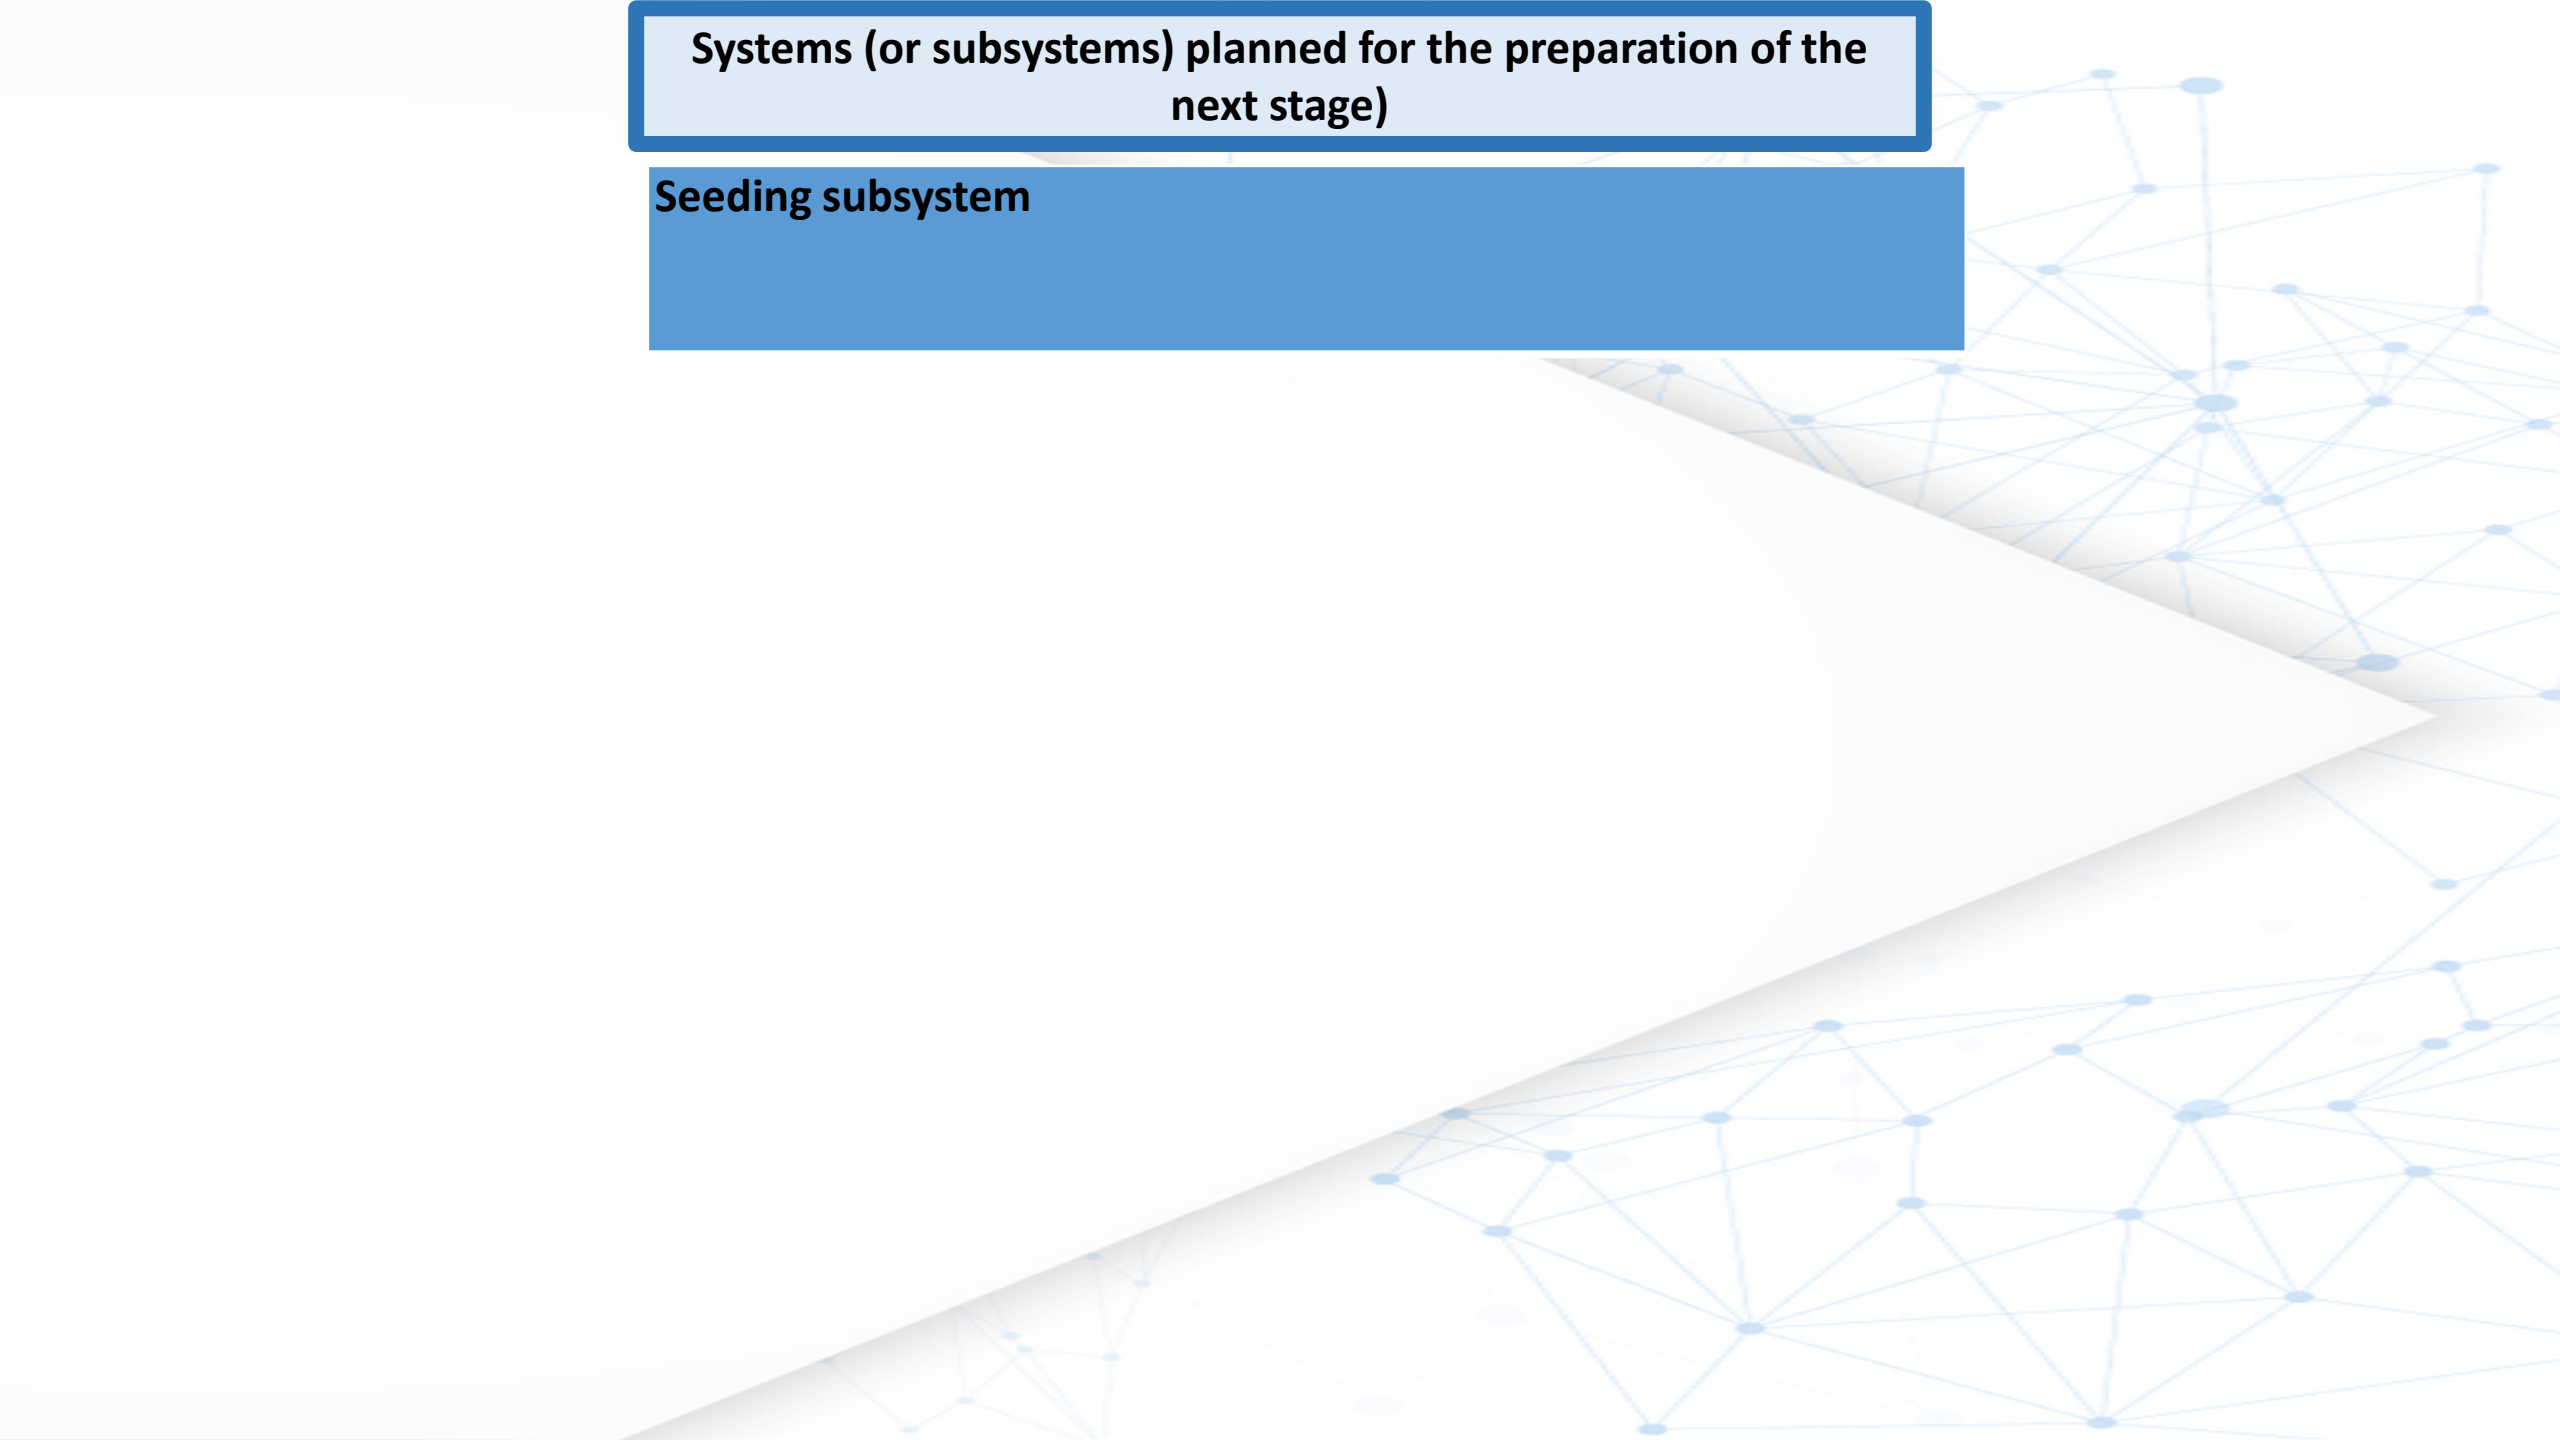 Systems (or subsystems) planned for the preparation of the
next stage)
Seeding subsystem